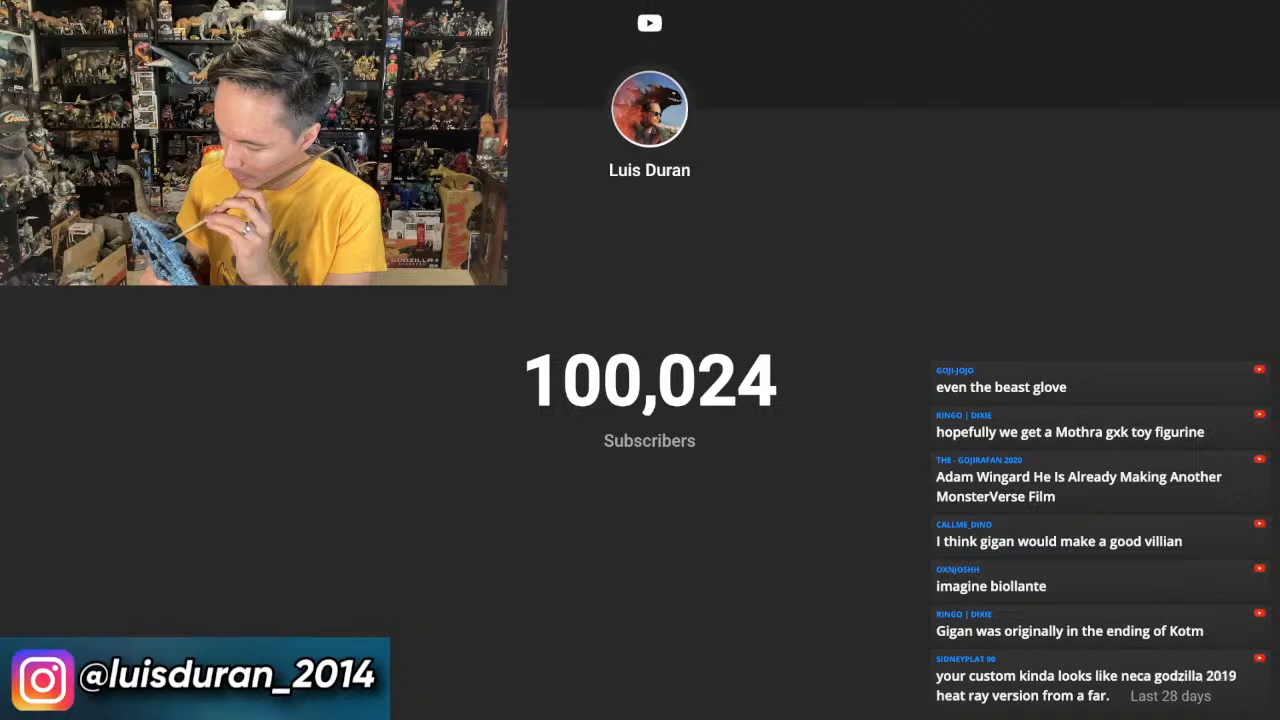 Luis Duran
100,024
Subscribers
GOJI-JOJO
even the beast glove
RINGO | DIXIE
hopefully we get a Mothra gxk toy figurine
THE - GOJIRAFAN 2020
Adam Wingard He Is Already Making Another
MonsterVerse Film
CALLME_DINO
I think gigan would make a good villian
OXNJOSHH
imagine biollante
RINGO | DIXIE
Gigan was originally in the ending of Kotm
SIDNEYPLAT 90
your custom kinda looks like neca godzilla 2019
heat ray version from a far.
Last 28 days
@luisduran_2014
GODZILLA